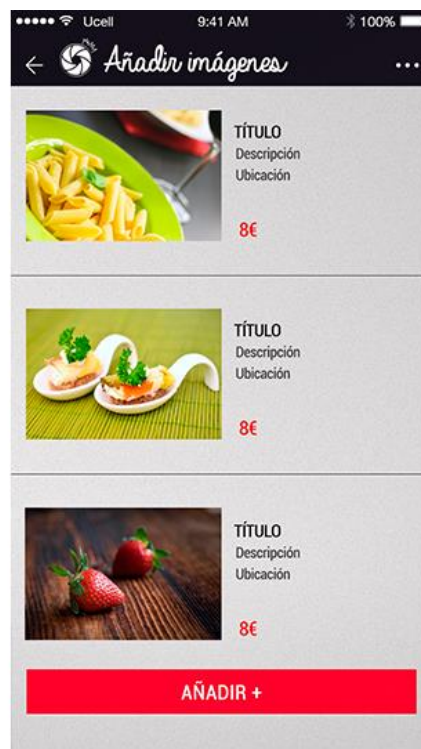 Ucell 9:41 AM 100%
Añadir imágenes
TÍTULO
Descripción
Ubicación
8€
TÍTULO
Descripción
Ubicación
8€
TÍTULO
Descripción
Ubicación
8€
AÑADIR +